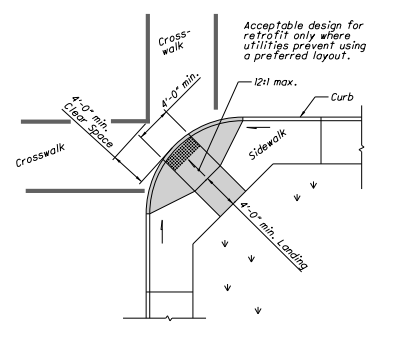 Acceptable design for
retrofit only where
utilities prevent using
a preferred layout.
Cross-
walk
4'-0" min.
12:1 max.
4'-0" min.
Clear Space
Curb
Crosswalk
Sidewalk
4'-0" min. Landing